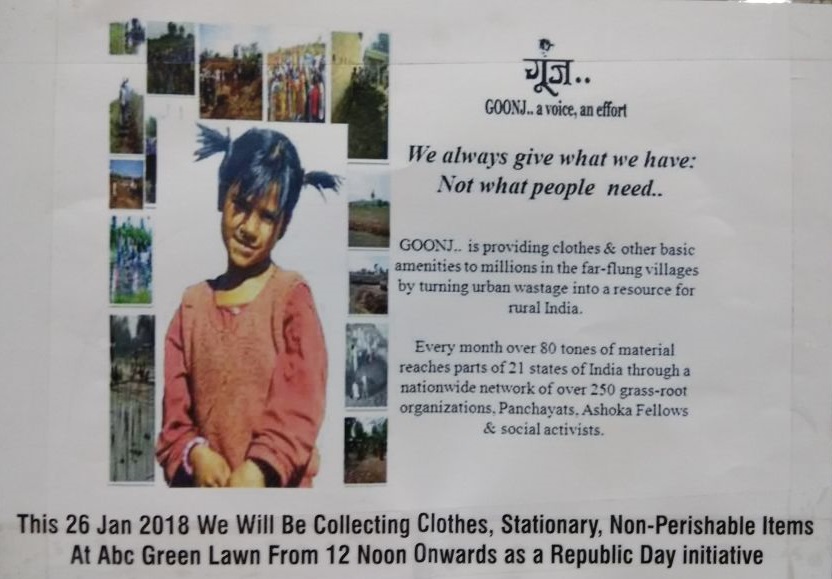 गूंज..
GOONJ.. a voice, an effort
We always give what we have:
Not what people need..
GOONJ.. is providing clothes & other basic
amenities to millions in the far-flung villages
by turning urban wastage into a resource for
rural India.
Every month over 80 tones of material
reaches parts of 21 states of India through a
nationwide network of over 250 grass-root
organizations, Panchayats, Ashoka Fellows
& social activists.
This 26 Jan 2018 We Will Be Collecting Clothes, Stationary, Non-Perishable Items
At Abc Green Lawn From 12 Noon Onwards as a Republic Day initiative